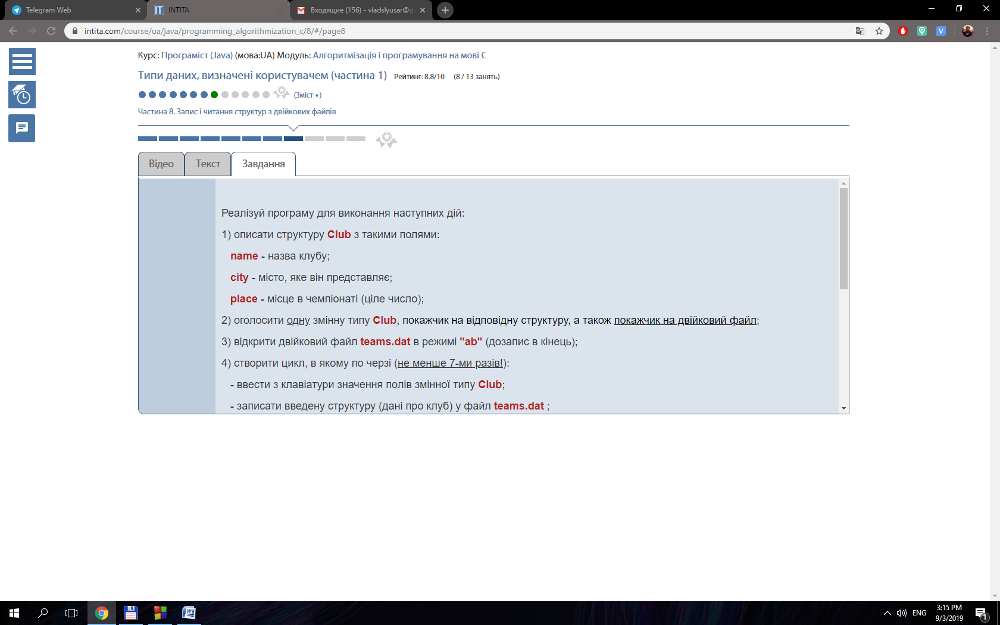 Telegram Web
INTITA
Входящие (156) - vladslyusar@g
intita.com/course/ua/java/programming_algorithmization_c/8/#/page8
Курс: Програміст (Java) (мова:UA) Модуль: Алгоритмізація і програмування на мові С
Типи даних, визначені користувачем (частина 1) Рейтинг: 8.8/10 (8 / 13 занять)
(Зміст ▾)
Частина 8. Запис і читання структур з двійкових файлів
Відео Текст Завдання
Реалізуй програму для виконання наступних дій:
1) описати структуру Club з такими полями:
name - назва клубу;
city - місто, яке він представляє;
place - місце в чемпіонаті (ціле число);
2) оголосити одну змінну типу Club, покажчик на відповідну структуру, а також покажчик на двійковий файл;
3) відкрити двійковий файл teams.dat в режимі "ab" (дозапис в кінець);
4) створити цикл, в якому по черзі (не менше 7-ми разів!):
- ввести з клавіатури значення полів змінної типу Club;
- записати введену структуру (дані про клуб) у файл teams.dat ;
ENG
3:15 PM
9/3/2019
1